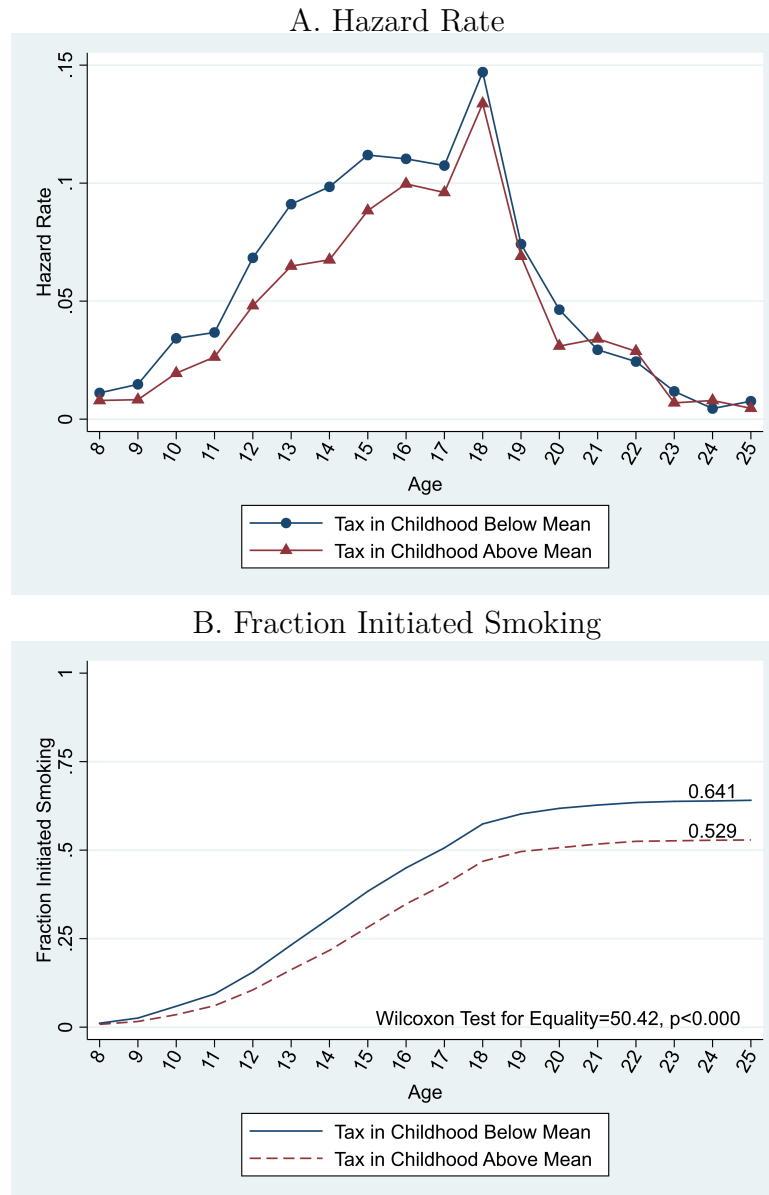 A. Hazard Rate
Hazard Rate
.15
.1
.05
0
8 9 10 11 12 13 14 15 16 17 18 19 20 21 22 23 24 25
Age
Tax in Childhood Below Mean
Tax in Childhood Above Mean
B. Fraction Initiated Smoking
Fraction Initiated Smoking
1
.75
.5
.25
0
0.641
0.529
Wilcoxon Test for Equality=50.42, p<0.000
8 9 10 11 12 13 14 15 16 17 18 19 20 21 22 23 24 25
Age
Tax in Childhood Below Mean
Tax in Childhood Above Mean